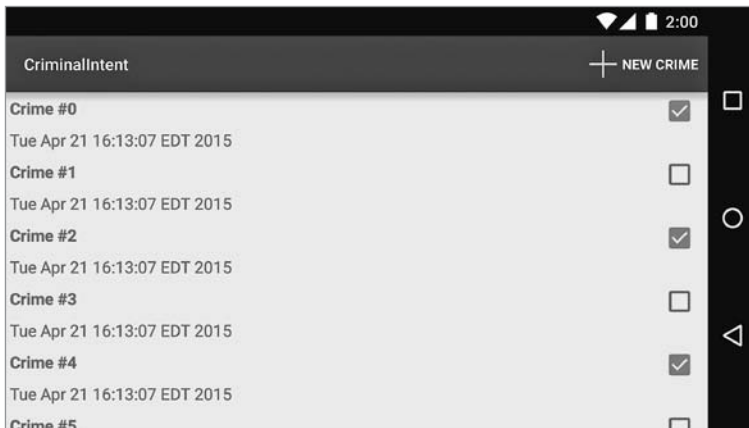 2:00
CriminalIntent
NEW CRIME
Crime #0
Tue Apr 21 16:13:07 EDT 2015
Crime #1
Tue Apr 21 16:13:07 EDT 2015
Crime #2
Tue Apr 21 16:13:07 EDT 2015
Crime #3
Tue Apr 21 16:13:07 EDT 2015
Crime #4
Tue Apr 21 16:13:07 EDT 2015
Crime #5